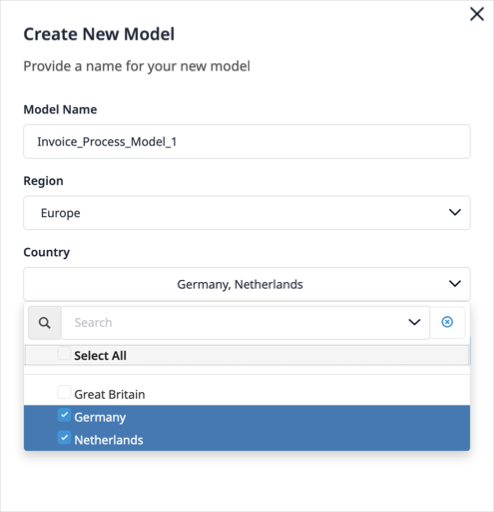 Create New Model
Provide a name for your new model
Model Name
Invoice_Process_Model_1
Region
Europe
Country
Germany, Netherlands
Search
Select All
Great Britain
Germany
Netherlands